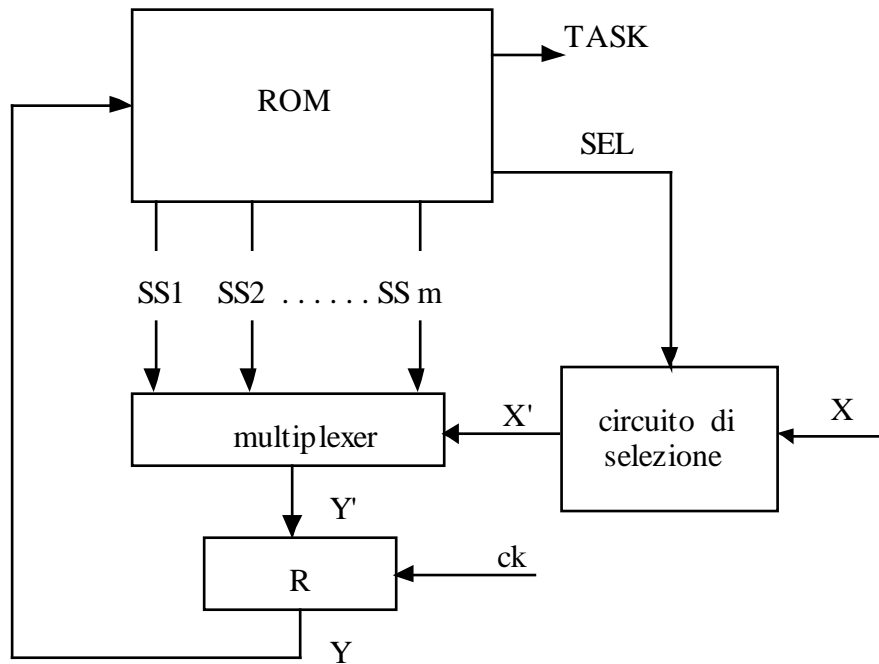 TASK
ROM
SEL
SS1 SS2 . . . . . . SS m
X'
circuito di
selezione
X
multiplexer
Y'
ck
R
Y